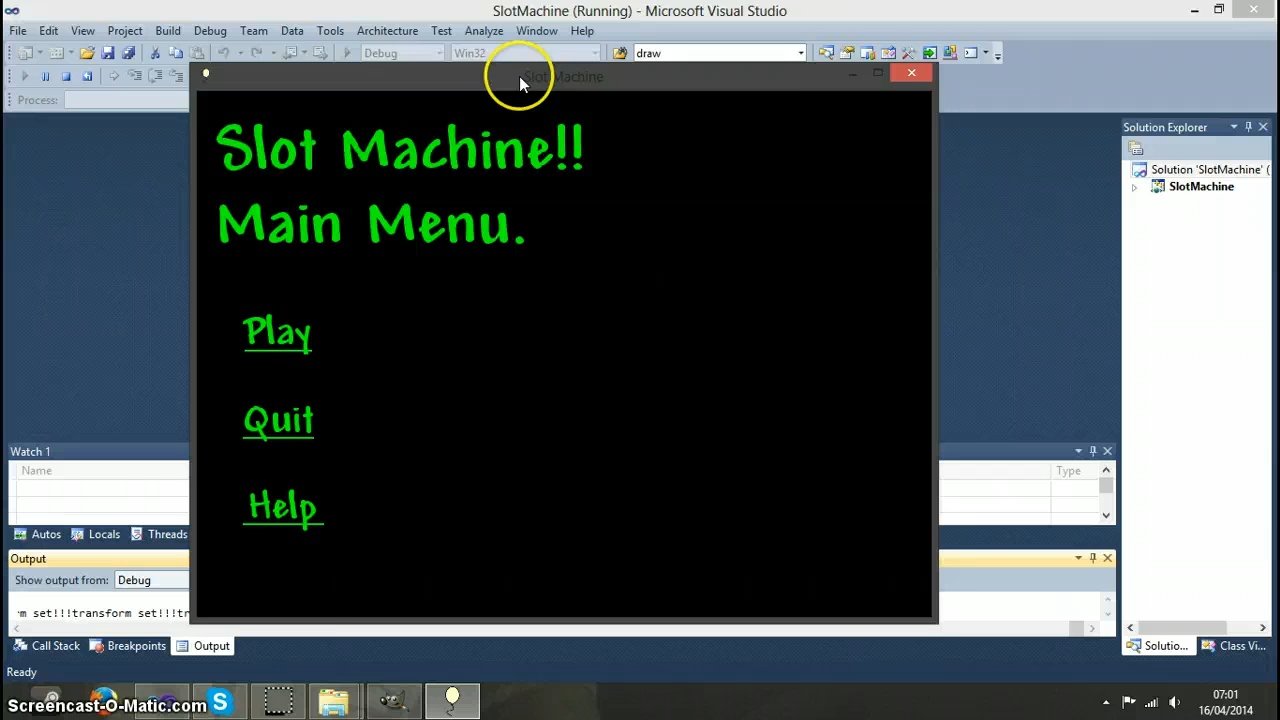 SlotMachine (Running) - Microsoft Visual Studio
File Edit View Project Build Debug Team Data Tools Architecture Test Analyze Window Help
Debug Win32 draw
Process:
Slot Machine
Slot Machine!!
Main Menu.
Play
Quit
Help
Solution Explorer
Solution 'SlotMachine' (
SlotMachine
Watch 1
Name Type
Autos Locals Threads
Output
Show output from: Debug
m set!!!transform set!!!tr
Call Stack Breakpoints Output
Solutio... Class Vi...
Ready
Screencast-O-Matic.com
07:01
16/04/2014